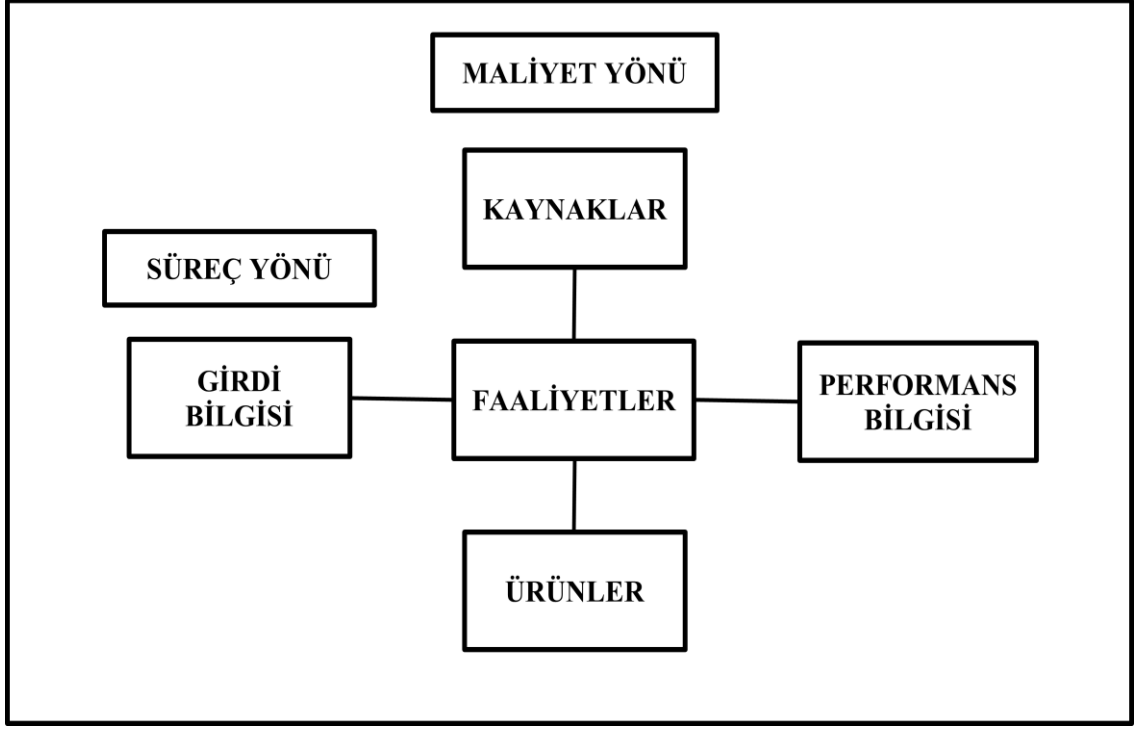 MALİYET YÖNÜ
KAYNAKLAR
SÜREÇ YÖNÜ
GİRDİ
BİLGİSİ
FAALİYETLER
PERFORMANS
BİLGİSİ
ÜRÜNLER